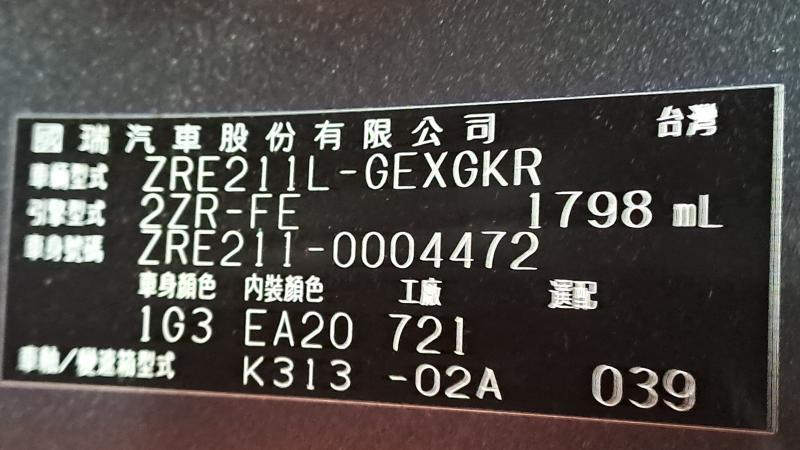 國瑞汽車股份有限公司 台灣
車輛型式 ZRE211L-GEXGKR
引擎型式 2ZR-FE 1798 mL
車身號碼 ZRE211-0004472
車身顏色 內裝顏色 工廠 選配
1G3 EA20 721
車軸/變速箱型式 K313 -02A 039